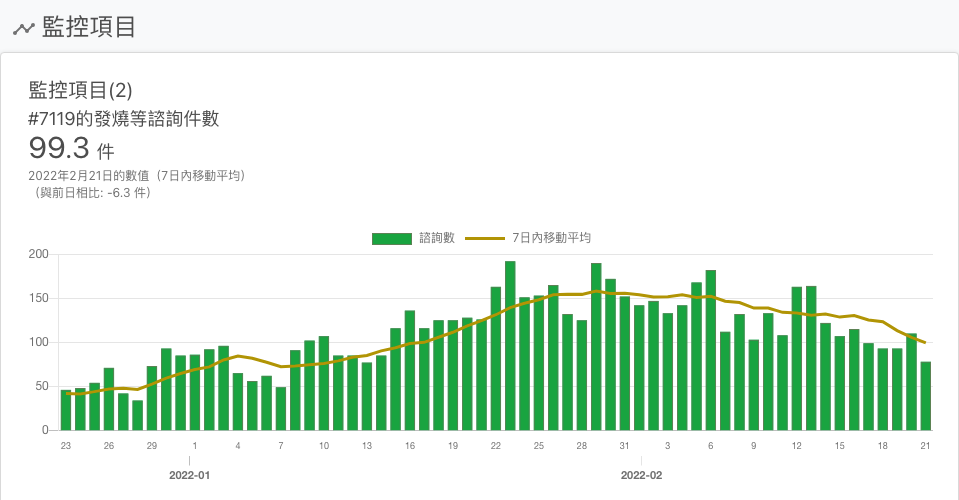 監控項目
監控項目(2)
#7119的發燒等諮詢件數
99.3 件
2022年2月21日的數值（7日內移動平均）
（與前日相比: -6.3 件）
諮詢數 7日內移動平均
200
150
100
50
0
23 26 29 1 4 7 10 13 16 19 22 25 28 31 3 6 9 12 15 18 21
2022-01 2022-02